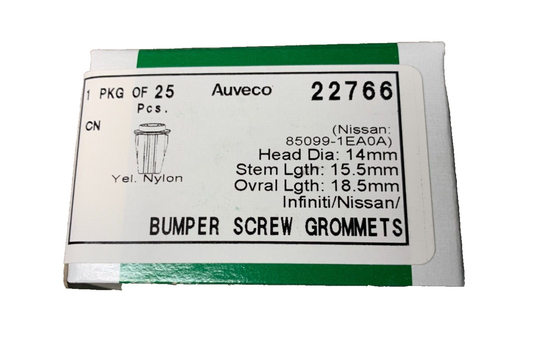 1 PKG OF 25 Auveco 22766
Pcs.
CN
(Nissan:
85099-1EA0A)
Head Dia: 14mm
Stem Lgth: 15.5mm
Yel. Nylon
Ovral Lgth: 18.5mm
Infiniti/Nissan/
BUMPER SCREW GROMMETS